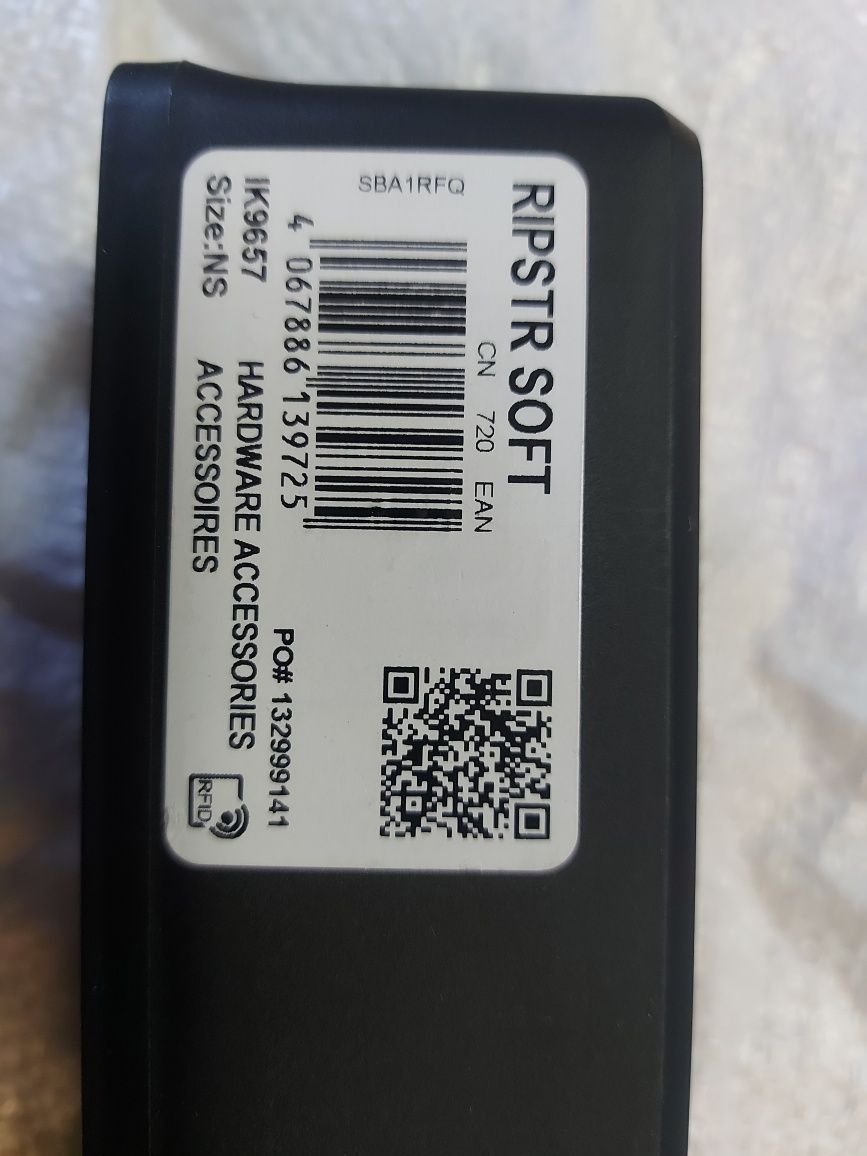 RIPSTR SOFT
CN 720 EAN
SBA1RFQ
4 067886 139725
PO# 132999141
IK9657 HARDWARE ACCESSORIES
Size:NS ACCESSOIRES
RFID